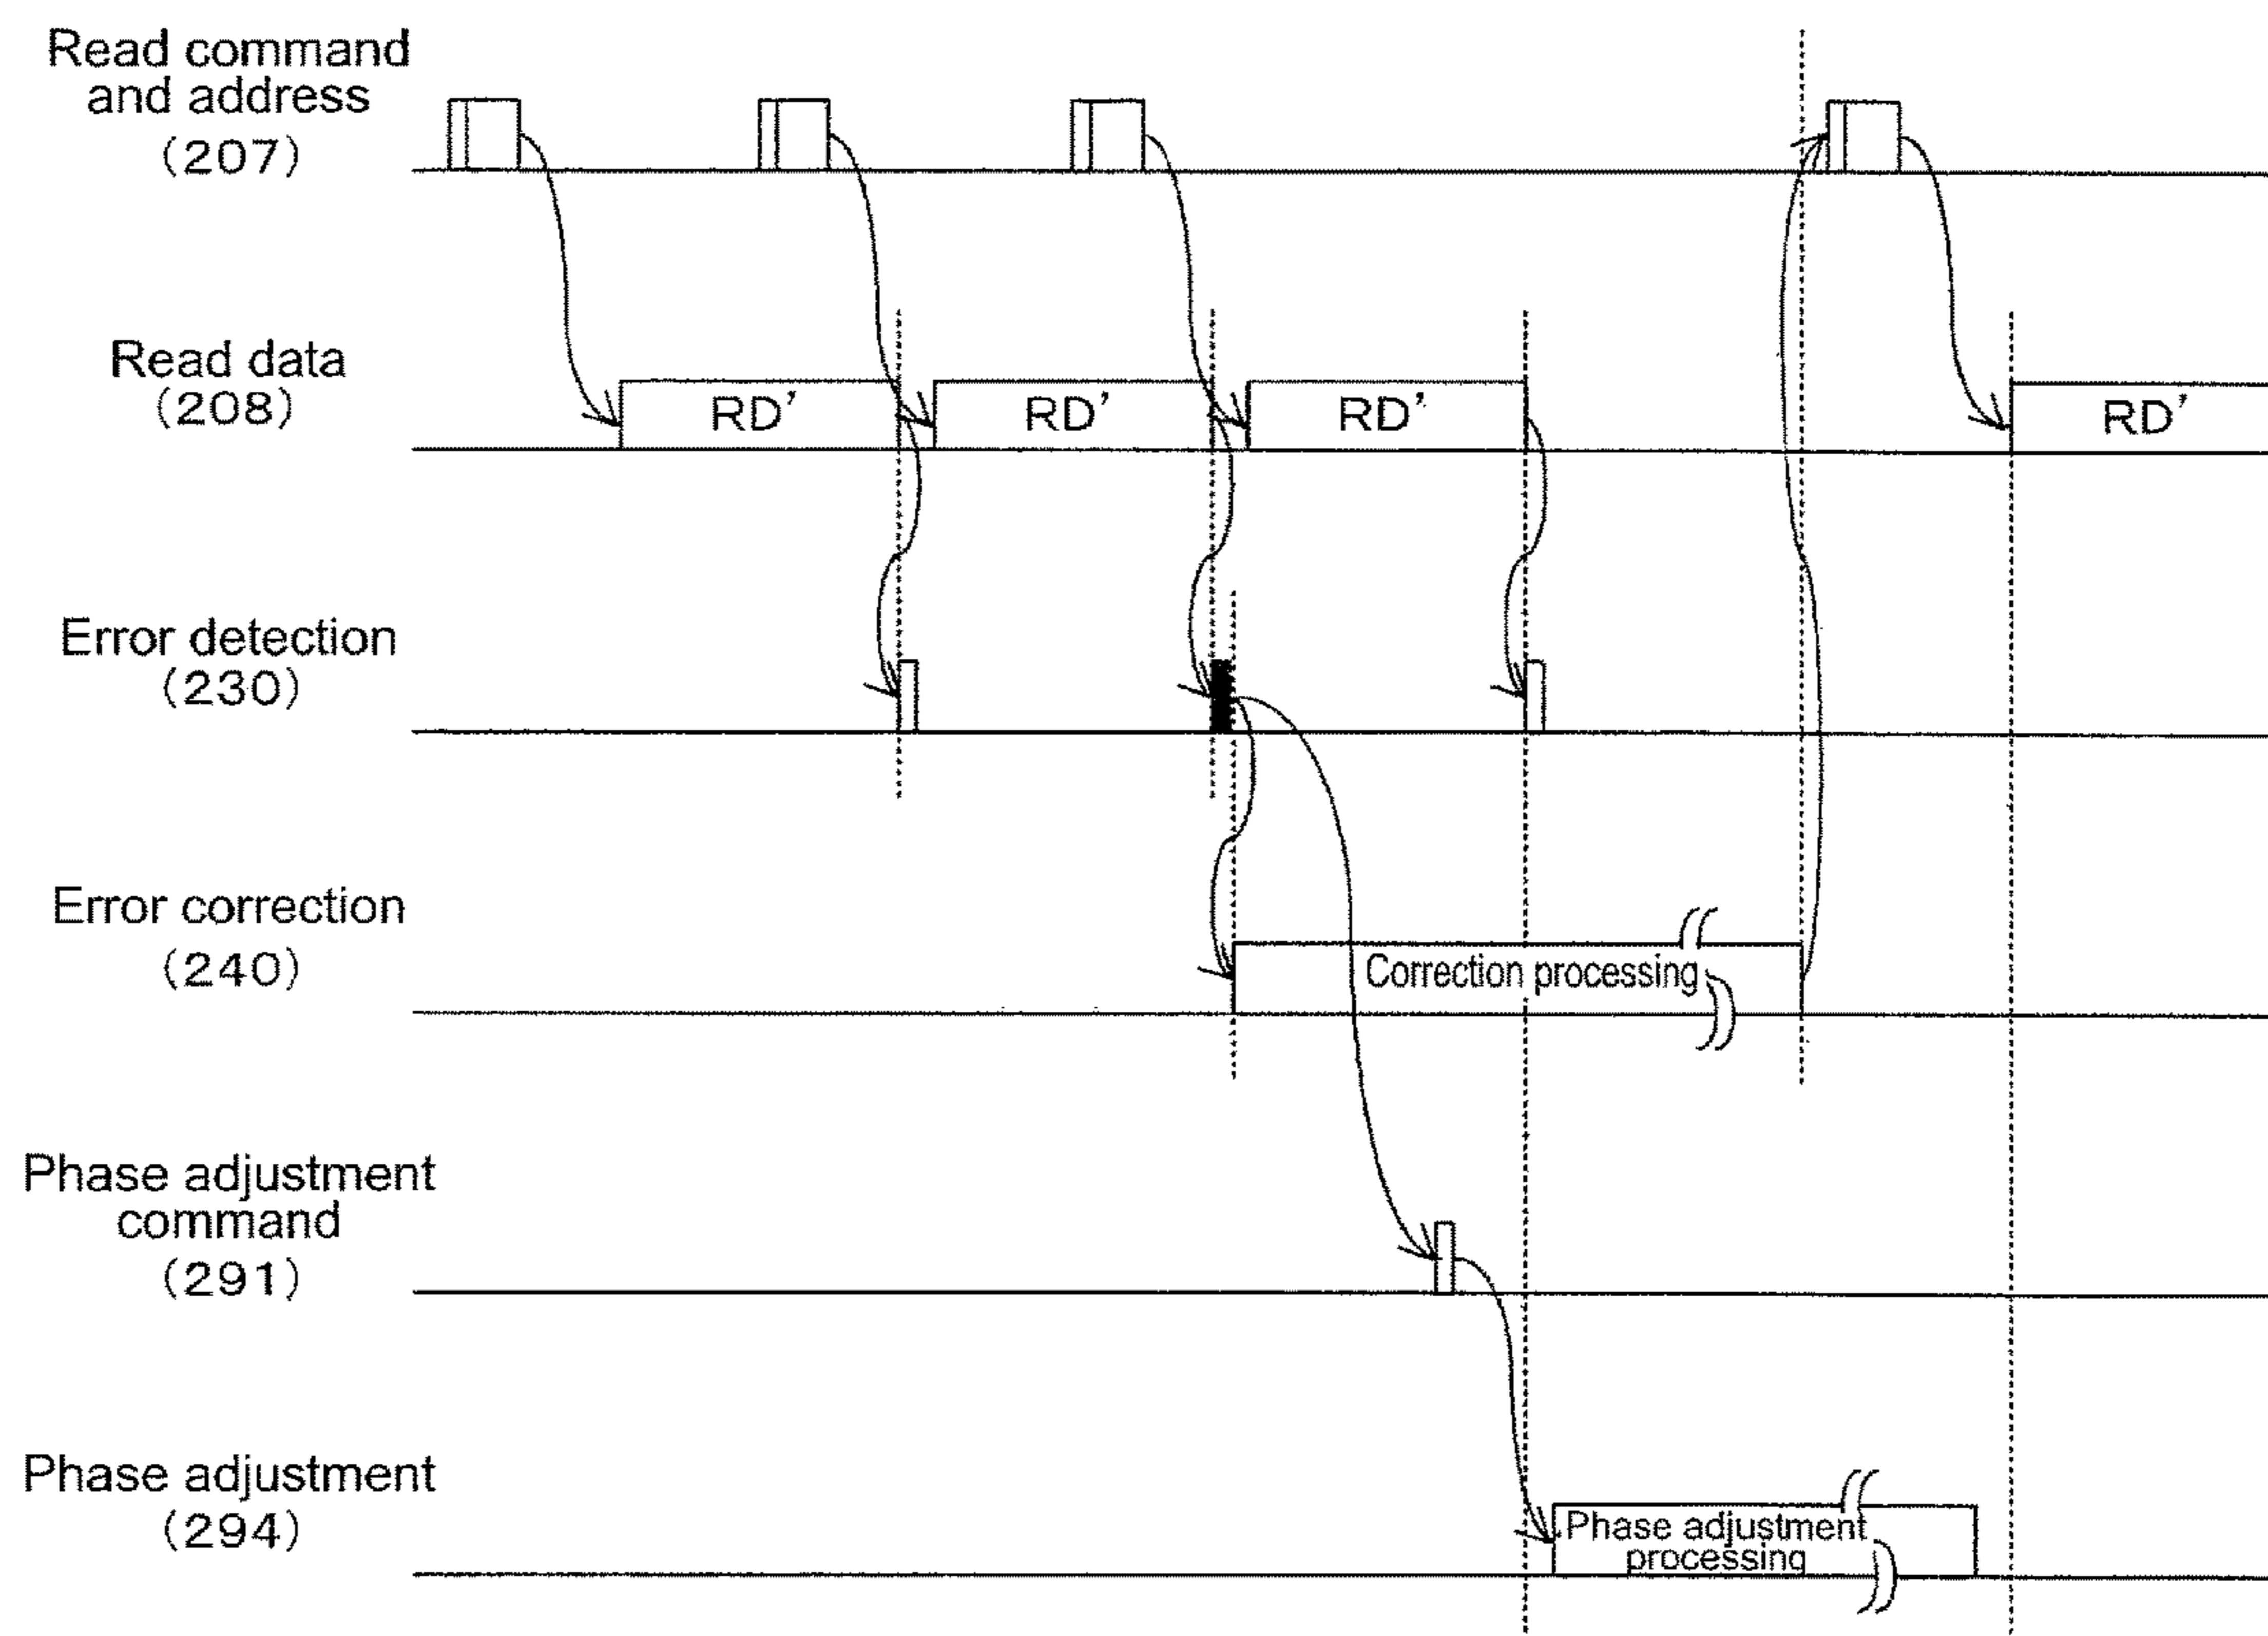 Read command
and address
(207)
Read data
(208)
RD'
RD'
RD'
RD'
Error detection
(230)
Error correction
(240)
Correction processing
Phase adjustment
command
(291)
Phase adjustment
(294)
Phase adjustment
processing